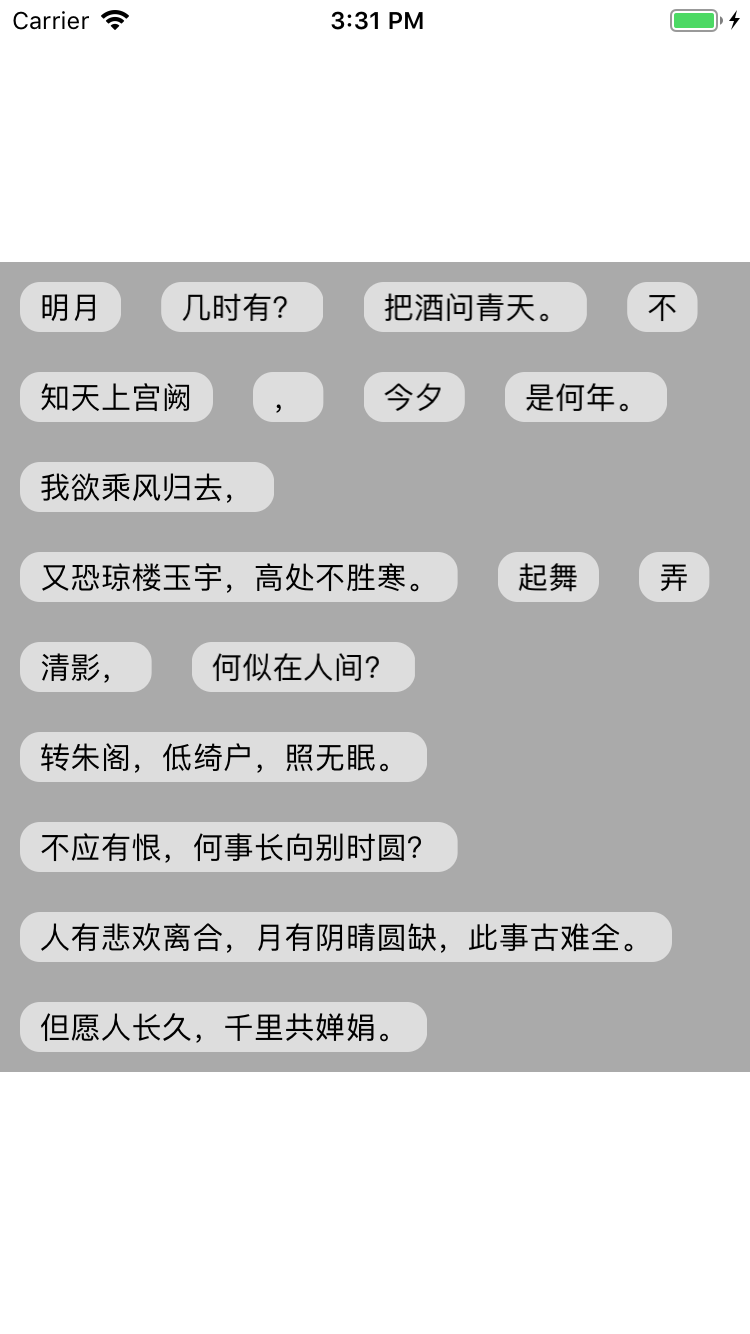 Carrier 3:31 PM
明月 几时有? 把酒问青天。 不
知天上宫阙 , 今夕 是何年。
我欲乘风归去,
又恐琼楼玉宇,高处不胜寒。 起舞 弄
清影, 何似在人间?
转朱阁,低绮户,照无眠。
不应有恨,何事长向别时圆?
人有悲欢离合,月有阴晴圆缺,此事古难全。
但愿人长久,千里共婵娟。